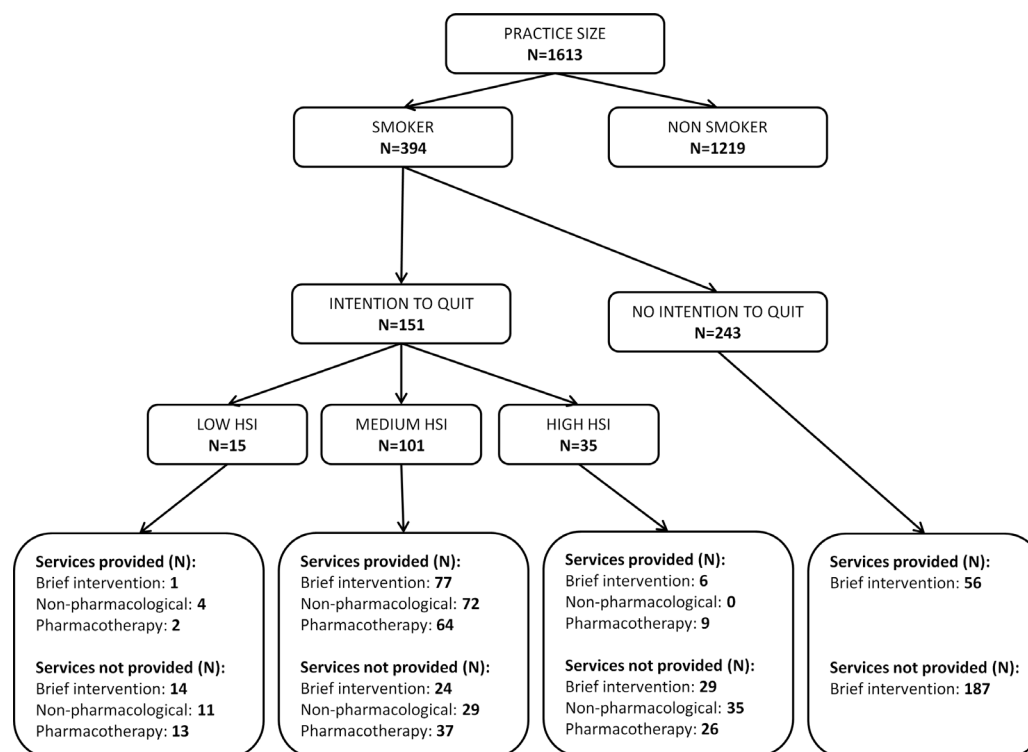 PRACTICE SIZE
N=1613
SMOKER
N=394
NON SMOKER
N=1219
INTENTION TO QUIT
N=151
NO INTENTION TO QUIT
N=243
LOW HSI
N=15
MEDIUM HSI
N=101
HIGH HSI
N=35
Services provided (N):
Brief intervention: 1
Non-pharmacological: 4
Pharmacotherapy: 2
Services not provided (N):
Brief intervention: 14
Non-pharmacological: 11
Pharmacotherapy: 13
Services provided (N):
Brief intervention: 77
Non-pharmacological: 72
Pharmacotherapy: 64
Services not provided (N):
Brief intervention: 24
Non-pharmacological: 29
Pharmacotherapy: 37
Services provided (N):
Brief intervention: 6
Non-pharmacological: 0
Pharmacotherapy: 9
Services not provided (N):
Brief intervention: 29
Non-pharmacological: 35
Pharmacotherapy: 26
Services provided (N):
Brief intervention: 56
Services not provided (N):
Brief intervention: 187